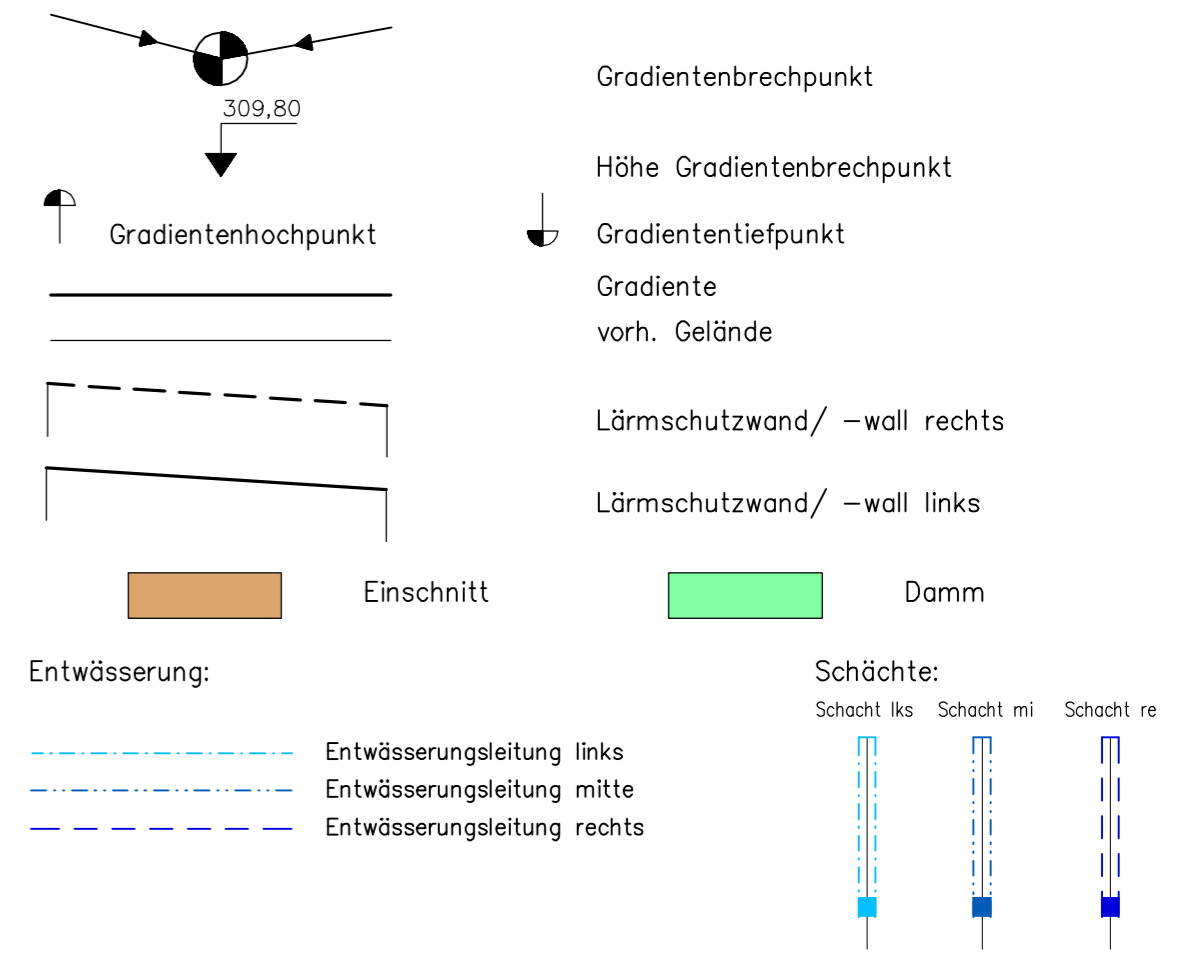 Gradientenbrechpunkt
309,80
Höhe Gradientenbrechpunkt
Gradientenhochpunkt
Gradiententiefpunkt
Gradiente
vorh. Gelände
Lärmschutzwand/ -wall rechts
Lärmschutzwand/ -wall links
Einschnitt
Damm
Entwässerung:
Schächte:
Schacht lks
Schacht mi
Schacht re
Entwässerungsleitung links
Entwässerungsleitung mitte
Entwässerungsleitung rechts